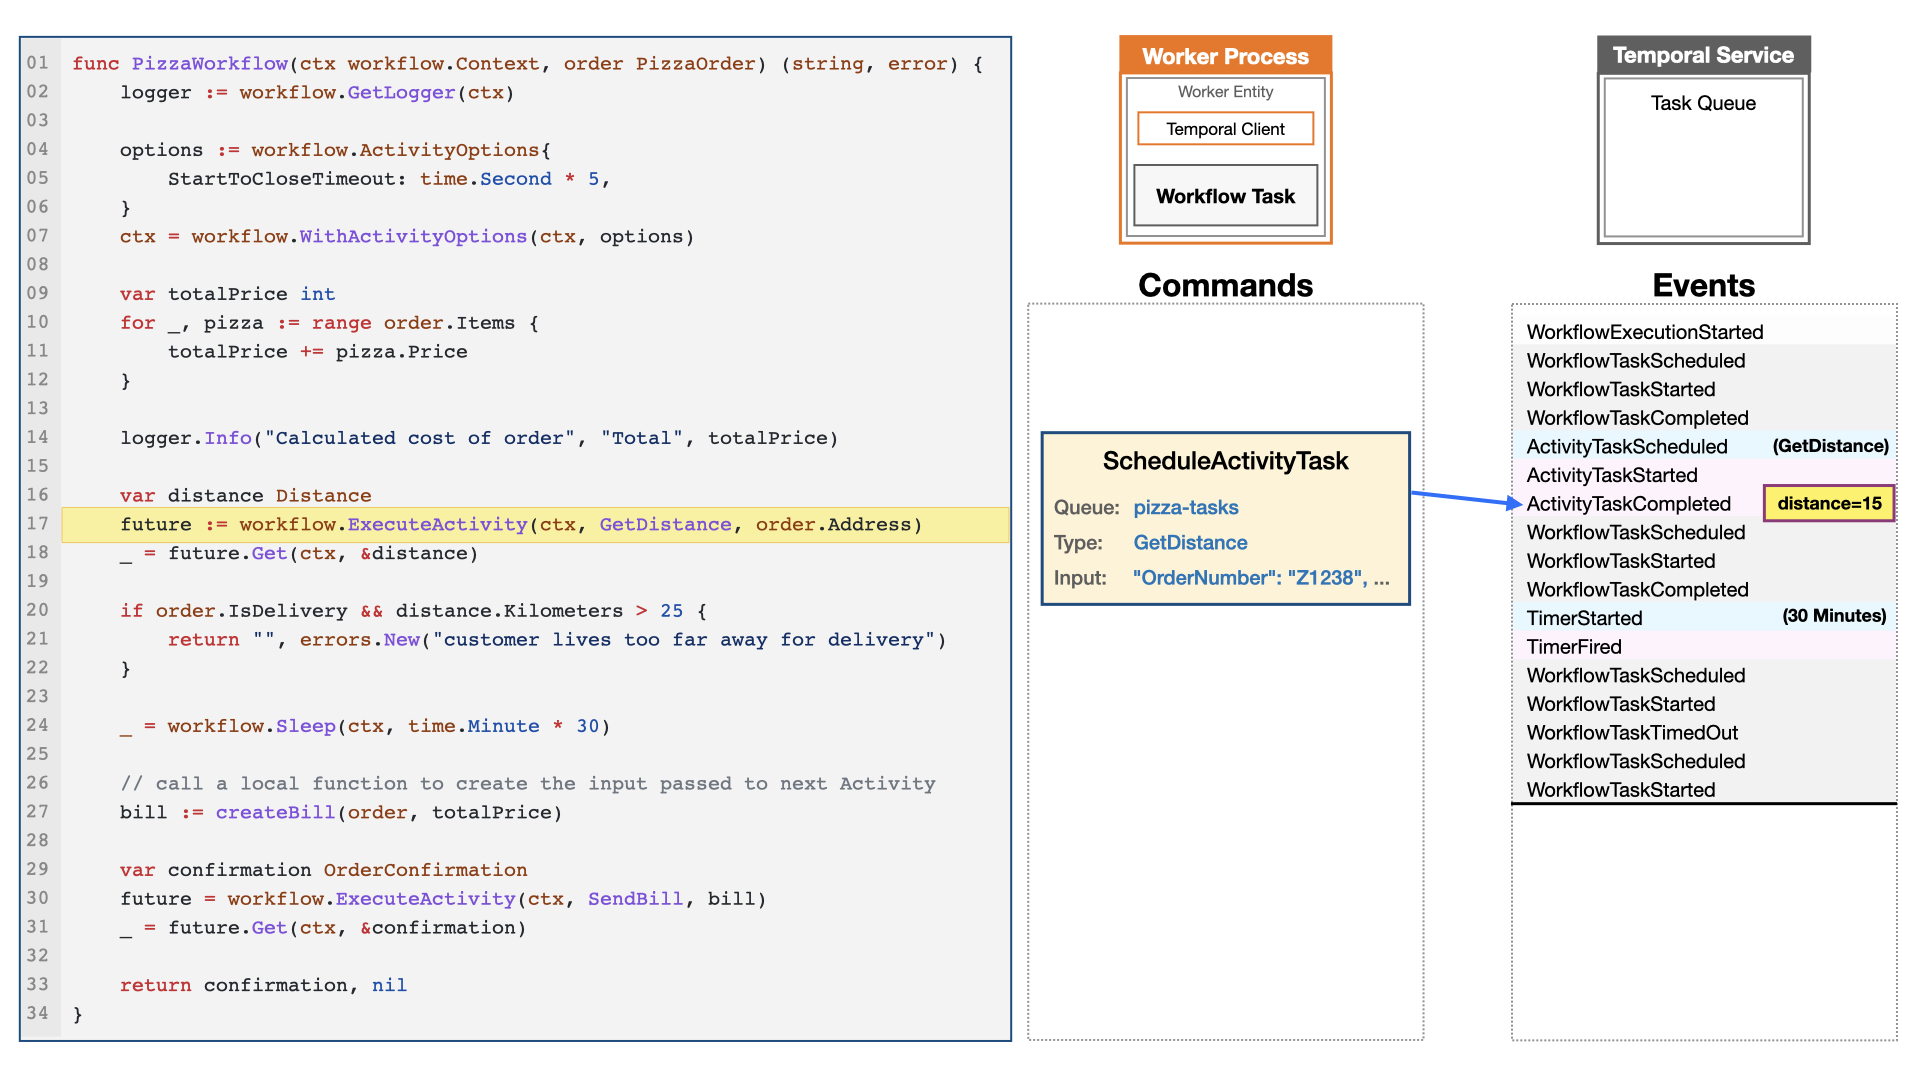 01 func PizzaWorkflow(ctx workflow.Context, order PizzaOrder) (string, error) {
02     logger := workflow.GetLogger(ctx)
03
04     options := workflow.ActivityOptions{
05         StartToCloseTimeout: time.Second * 5,
06     }
07     ctx = workflow.WithActivityOptions(ctx, options)
08
09     var totalPrice int
10     for _, pizza := range order.Items {
11         totalPrice += pizza.Price
12     }
13
14     logger.Info("Calculated cost of order", "Total", totalPrice)
15
16     var distance Distance
17     future := workflow.ExecuteActivity(ctx, GetDistance, order.Address)
18     _ = future.Get(ctx, &distance)
19
20     if order.IsDelivery && distance.Kilometers > 25 {
21         return "", errors.New("customer lives too far away for delivery")
22     }
23
24     _ = workflow.Sleep(ctx, time.Minute * 30)
25
26     // call a local function to create the input passed to next Activity
27     bill := createBill(order, totalPrice)
28
29     var confirmation OrderConfirmation
30     future = workflow.ExecuteActivity(ctx, SendBill, bill)
31     _ = future.Get(ctx, &confirmation)
32
33     return confirmation, nil
34 }
Worker Process
Worker Entity
Temporal Client
Workflow Task
Temporal Service
Task Queue
Commands
ScheduleActivityTask
Queue: pizza-tasks
Type: GetDistance
Input: "OrderNumber": "Z1238", ...
Events
WorkflowExecutionStarted
WorkflowTaskScheduled
WorkflowTaskStarted
WorkflowTaskCompleted
ActivityTaskScheduled (GetDistance)
ActivityTaskStarted
ActivityTaskCompleted distance=15
WorkflowTaskScheduled
WorkflowTaskStarted
WorkflowTaskCompleted
TimerStarted (30 Minutes)
TimerFired
WorkflowTaskScheduled
WorkflowTaskStarted
WorkflowTaskTimedOut
WorkflowTaskScheduled
WorkflowTaskStarted